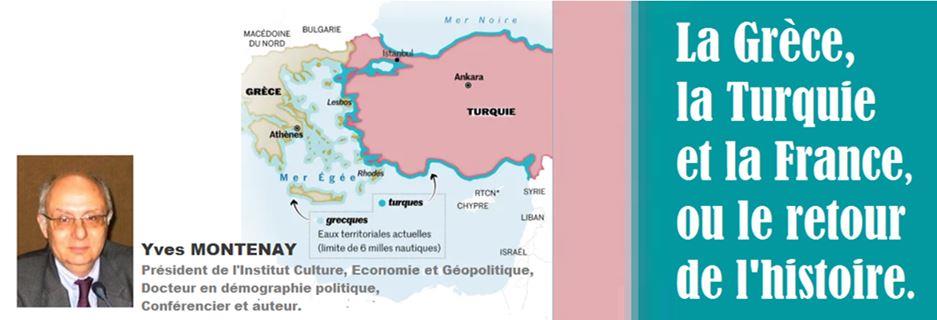 Mer Noire
MACÉDOINE
DU NORD
BULGARIE
Istanbul
Ankara
GRÈCE
Lesbos
TURQUIE
Athènes
Mer Égée
Rhodes
turques
grecques
Eaux territoriales actuelles
(limite de 6 milles nautiques)
RTCN*
CHYPRE
SYRIE
LIBAN
ISRAËL
Yves MONTENAY
Président de l'Institut Culture, Economie et Géopolitique,
Docteur en démographie politique,
Conférencier et auteur.
La Grèce,
la Turquie
et la France,
ou le retour
de l'histoire.